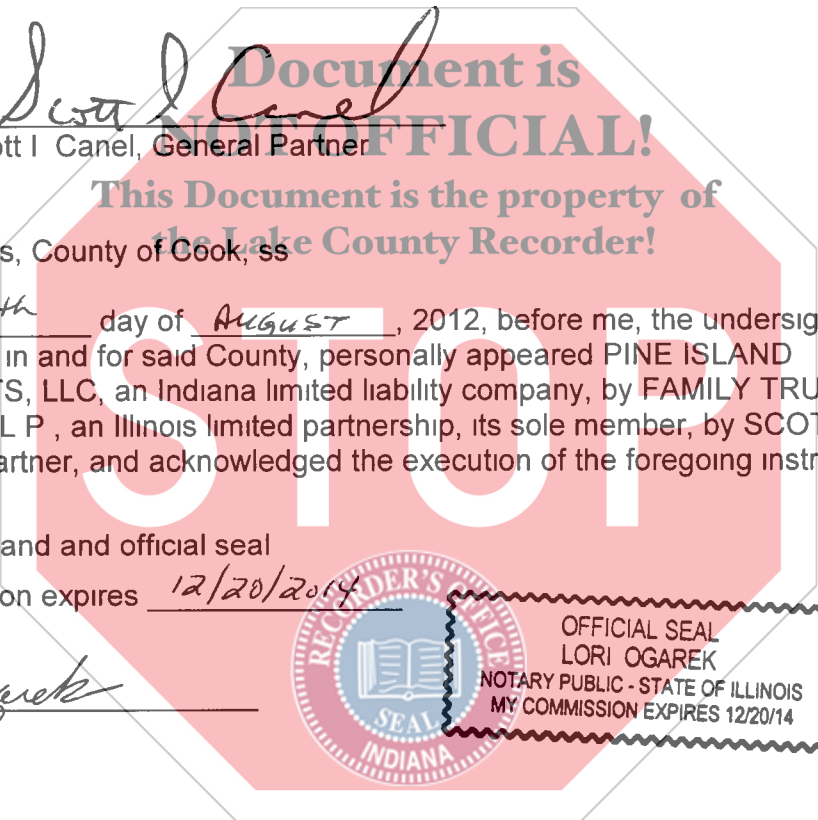 Scott I Canel
Document is
NOT OFFICIAL!
tt I Canel, General Partner
This Document is the property of
the Lake County Recorder!
s, County of Cook, ss
th day of AUGUST, 2012, before me, the undersig
in and for said County, personally appeared PINE ISLAND
TS, LLC, an Indiana limited liability company, by FAMILY TRU
L P , an Illinois limited partnership, its sole member, by SCOT
artner, and acknowledged the execution of the foregoing instr
STOP
and and official seal
on expires 12/20/2014
RECORDER'S OFFICE
SEAL
INDIANA
OFFICIAL SEAL
LORI OGAREK
NOTARY PUBLIC - STATE OF ILLINOIS
MY COMMISSION EXPIRES 12/20/14
garek